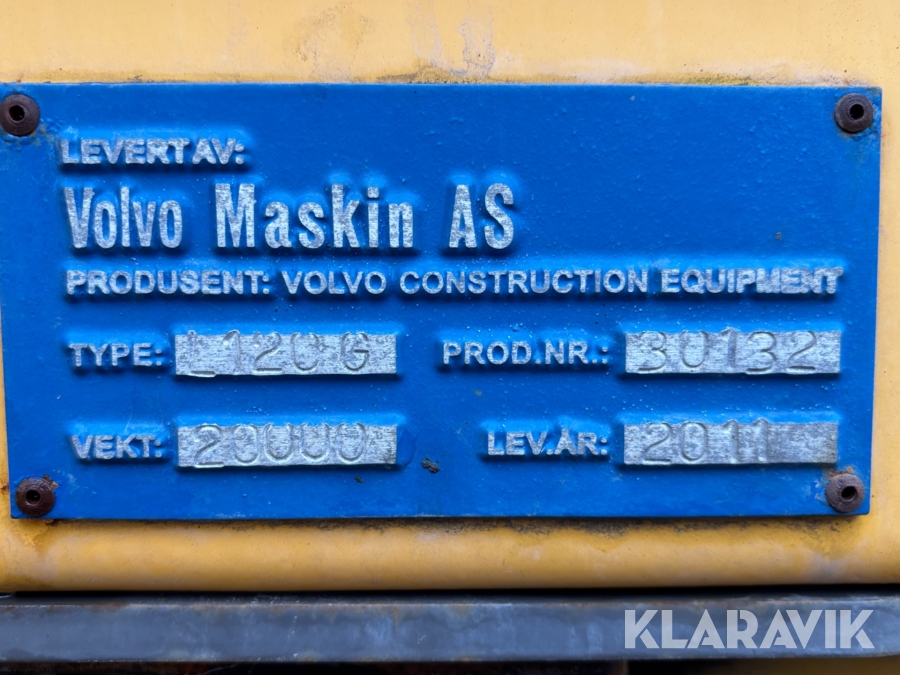 LEVERT AV:
Volvo Maskin AS
PRODUSENT: VOLVO CONSTRUCTION EQUIPMENT
TYPE: L120G PROD.NR.: 30132
VEKT: 20000 LEV.ÅR: 2011
KLARAVIK